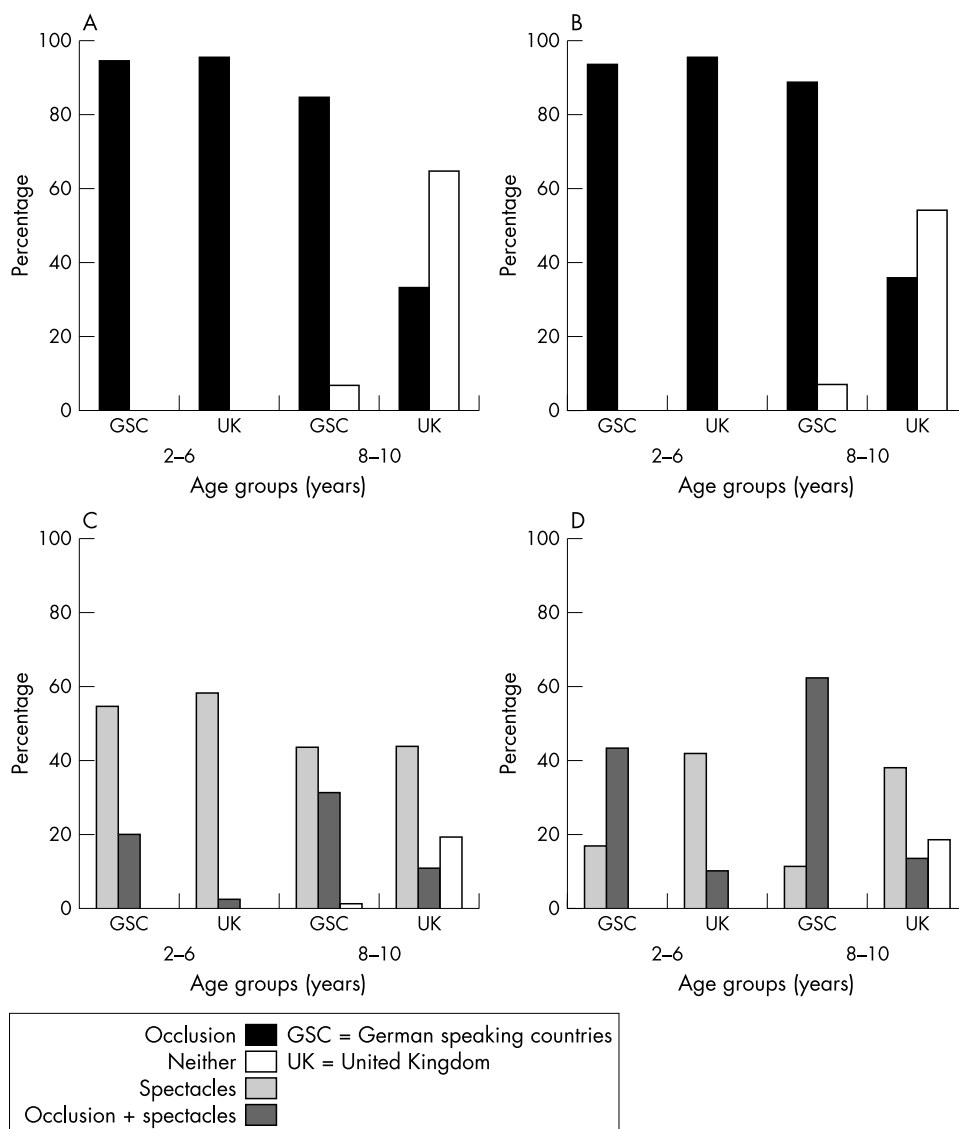 A
100
80
60
40
20
0
Percentage
GSC UK GSC UK
2–6 8–10
Age groups (years)
B
100
80
60
40
20
0
Percentage
GSC UK GSC UK
2–6 8–10
Age groups (years)
C
100
80
60
40
20
0
Percentage
GSC UK GSC UK
2–6 8–10
Age groups (years)
D
100
80
60
40
20
0
Percentage
GSC UK GSC UK
2–6 8–10
Age groups (years)
Occlusion GSC = German speaking countries
Neither UK = United Kingdom
Spectacles
Occlusion + spectacles